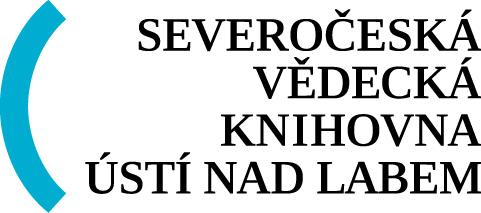 SEVEROČESKÁ
VĚDECKÁ
KNIHOVNA
ÚSTÍ NAD LABEM